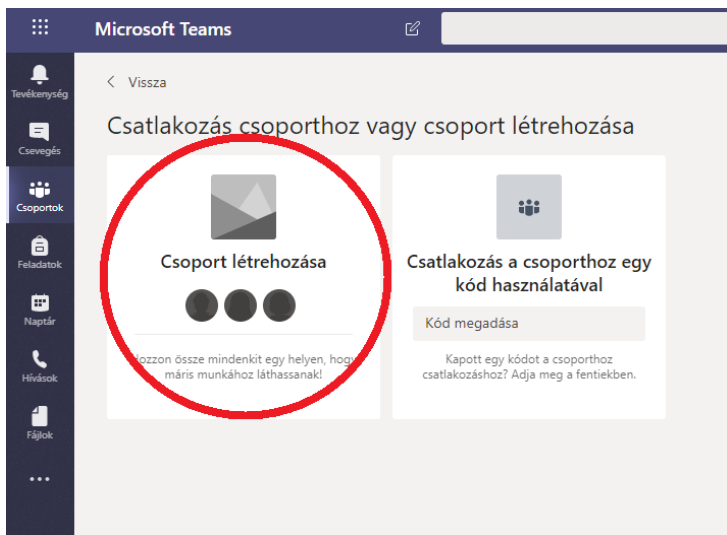 Microsoft Teams
Tevékenység
Csevegés
Csoportok
Feladatok
Naptár
Hívások
Fájlok
Vissza
Csatlakozás csoporthoz vagy csoport létrehozása
Csoport létrehozása
Hozzon össze mindenkit egy helyen, hogy
máris munkához láthassanak!
Csatlakozás a csoporthoz egy
kód használatával
Kód megadása
Kapott egy kódot a csoporthoz
csatlakozáshoz? Adja meg a fentiekben.